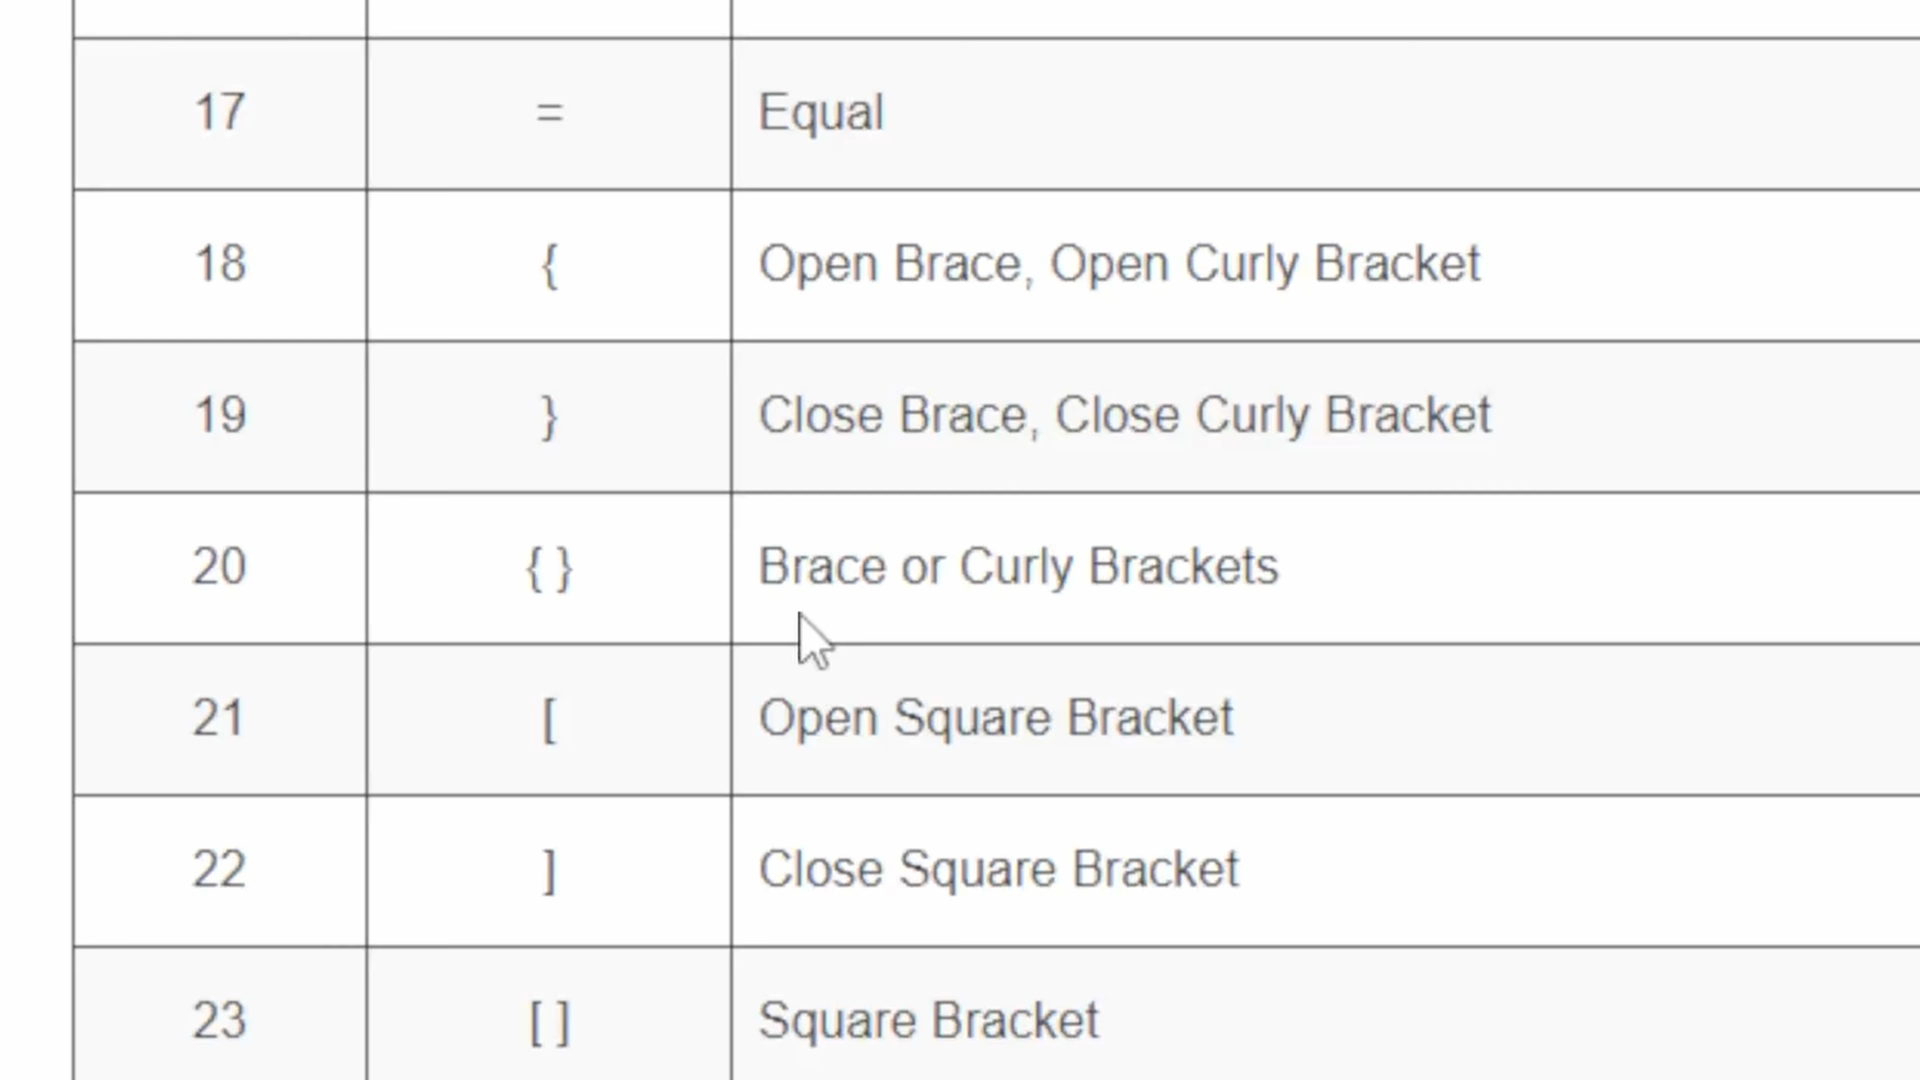 17 = Equal
18 { Open Brace, Open Curly Bracket
19 } Close Brace, Close Curly Bracket
20 { } Brace or Curly Brackets
21 [ Open Square Bracket
22 ] Close Square Bracket
23 [ ] Square Bracket